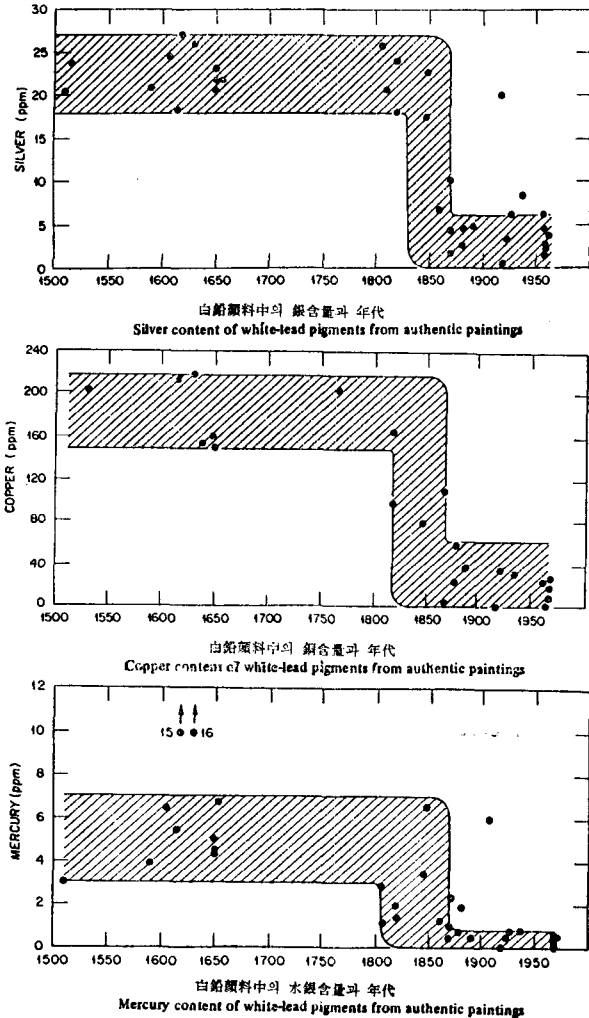 30
25
20
15
10
5
0
SILVER (ppm)
1500 1550 1600 1650 1700 1750 1800 1850 1900 1950
白鉛顔料中의 銀含量과 年代
Silver content of white-lead pigments from authentic paintings
240
200
160
120
80
40
0
COPPER (ppm)
1500 1550 1600 1650 1700 1750 1800 1850 1900 1950
白鉛顔料中의 銅含量과 年代
Copper content of white-lead pigments from authentic paintings
12
10
8
6
4
2
0
MERCURY (ppm)
15 16
1500 1550 1600 1650 1700 1750 1800 1850 1900 1950
白鉛顔料中의 水銀含量과 年代
Mercury content of white-lead pigments from authentic paintings